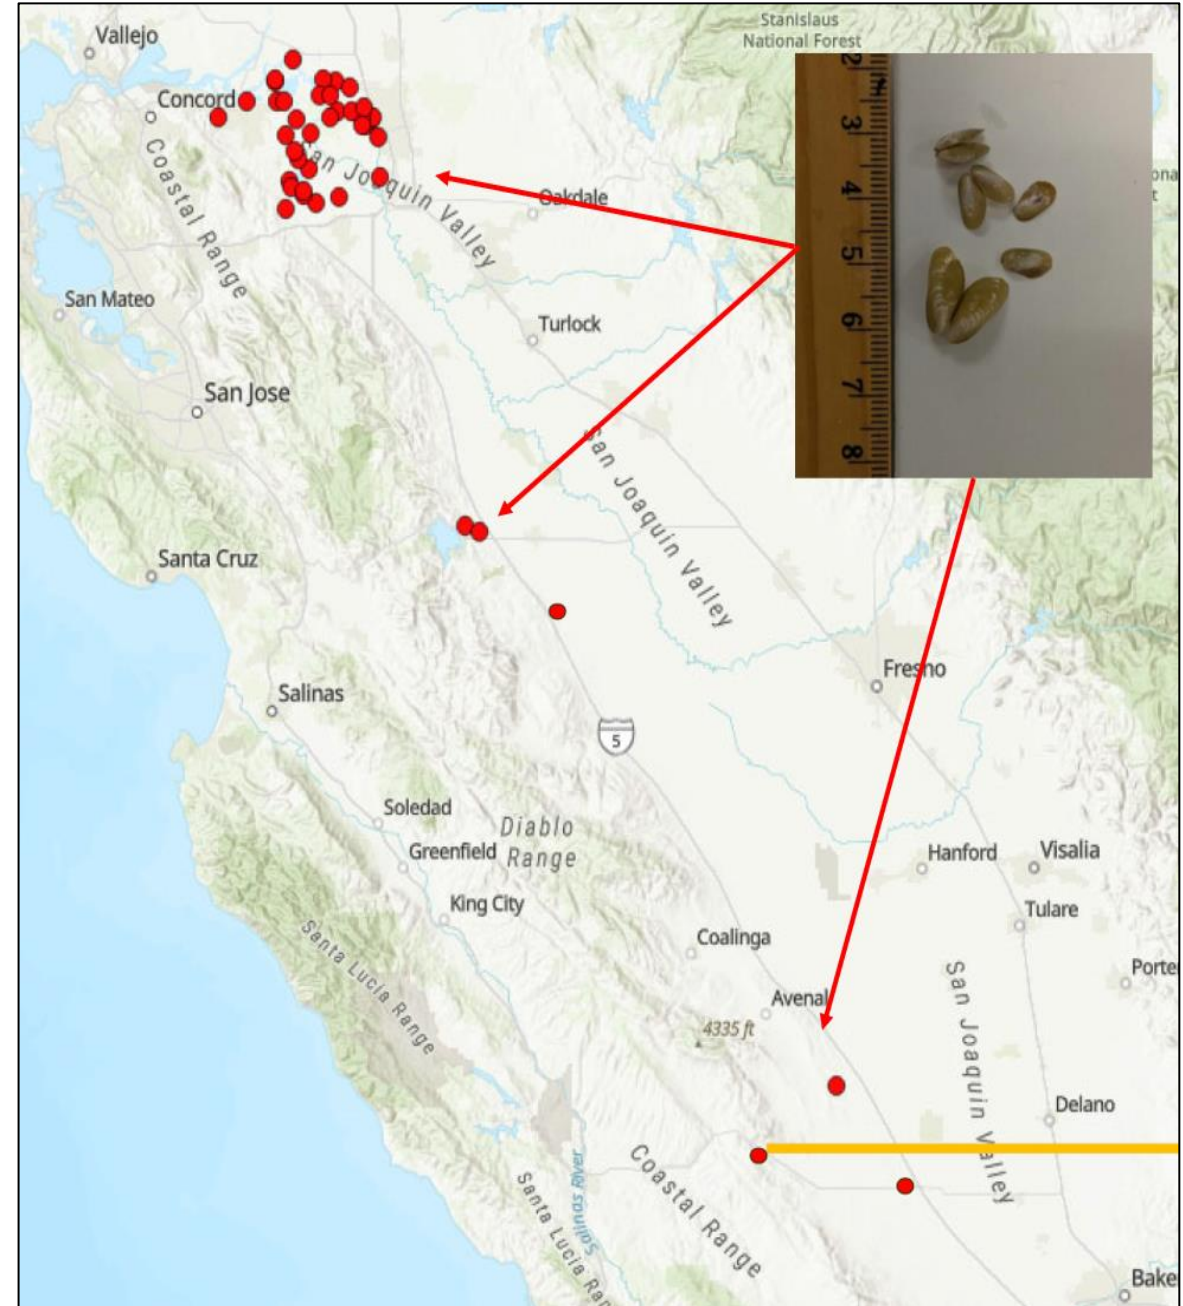 Stanislaus
National Forest
Vallejo
Concord
Coastal Range
San Joaquin Valley
Oakdale
San Mateo
Turlock
San Jose
San Joaquin Valley
Santa Cruz
Fresno
Salinas
5
Soledad
Diablo
Range
Greenfield
Hanford
Visalia
King City
Tulare
Coalinga
Santa Lucia Range
San Joaquin Valley
Porte
Avenal
4335 ft
Delano
Coastal Range
Salinas River
Santa Lucia Ran
Bake
2
3
4
5
6
7
8